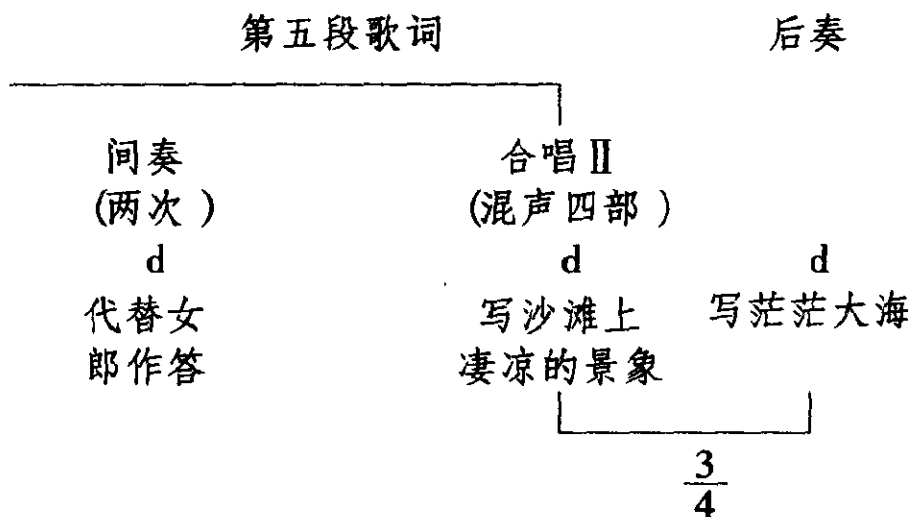 第五段歌词 后奏
间奏 合唱Ⅱ
(两次) (混声四部)
d d d
代替女 写沙滩上 写茫茫大海
郎作答 凄凉的景象
3
4